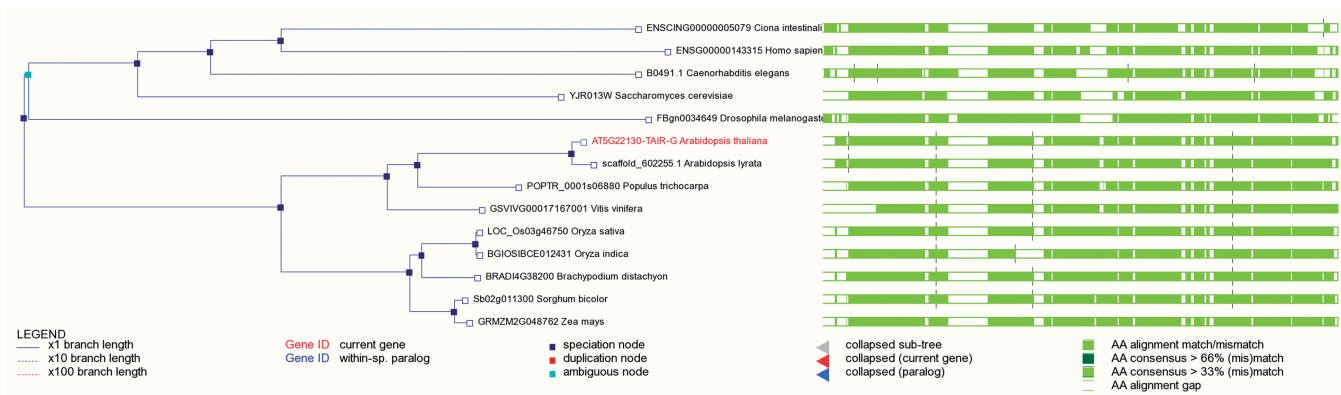 ENSCING00000005079 Ciona intestinali
ENSG00000143315 Homo sapien
B0491.1 Caenorhabditis elegans
YJR013W Saccharomyces cerevisiae
FBgn0034649 Drosophila melanogaste
AT5G22130-TAIR-G Arabidopsis thaliana
scaffold_602255.1 Arabidopsis lyrata
POPTR_0001s06880 Populus trichocarpa
GSVIVG00017167001 Vitis vinifera
LOC_Os03g46750 Oryza sativa
BGIOSIBCE012431 Oryza indica
BRADI4G38200 Brachypodium distachyon
Sb02g011300 Sorghum bicolor
GRMZM2G048762 Zea mays
LEGEND
x1 branch length
x10 branch length
x100 branch length
Gene ID current gene
Gene ID within-sp. paralog
speciation node
duplication node
ambiguous node
collapsed sub-tree
collapsed (current gene)
collapsed (paralog)
AA alignment match/mismatch
AA consensus > 66% (mis)match
AA consensus > 33% (mis)match
AA alignment gap